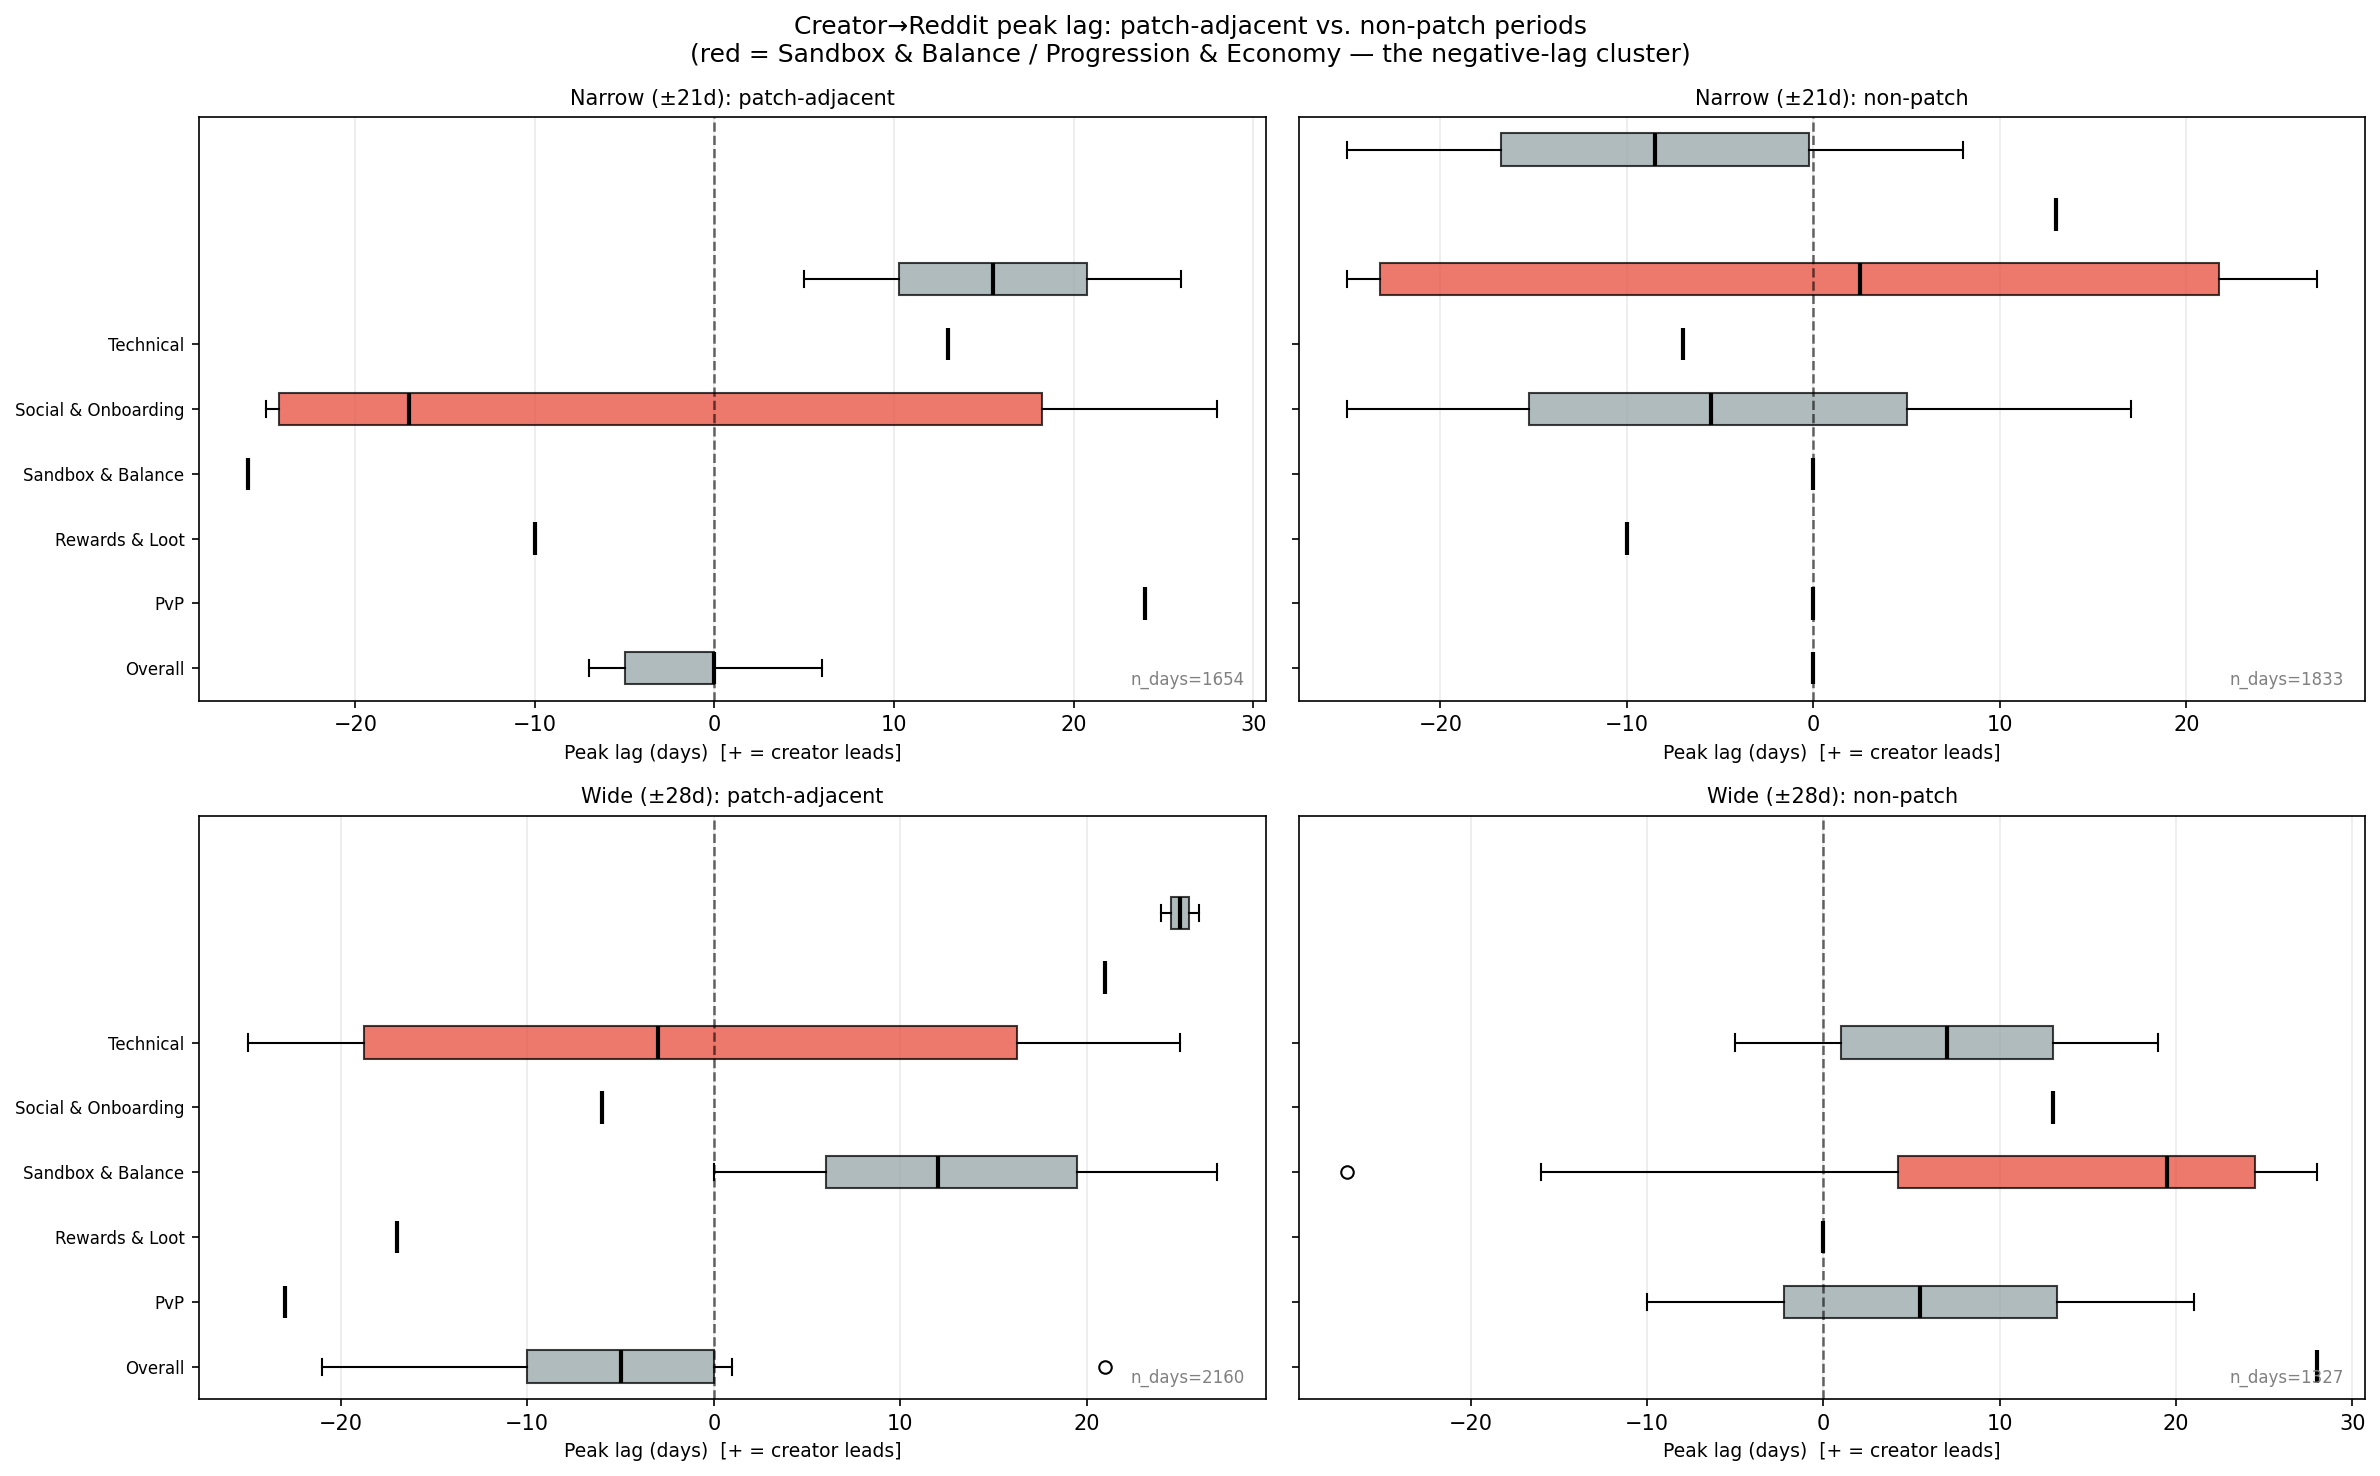 Creator→Reddit peak lag: patch-adjacent vs. non-patch periods
(red = Sandbox & Balance / Progression & Economy — the negative-lag cluster)
Narrow (±21d): patch-adjacent
Technical
Social & Onboarding
Sandbox & Balance
Rewards & Loot
PvP
Overall
n_days=1654
−20
−10
0
10
20
30
Peak lag (days)  [+ = creator leads]
Narrow (±21d): non-patch
n_days=1833
−20
−10
0
10
20
Peak lag (days)  [+ = creator leads]
Wide (±28d): patch-adjacent
Technical
Social & Onboarding
Sandbox & Balance
Rewards & Loot
PvP
Overall
n_days=2160
−20
−10
0
10
20
Peak lag (days)  [+ = creator leads]
Wide (±28d): non-patch
n_days=1327
−20
−10
0
10
20
30
Peak lag (days)  [+ = creator leads]